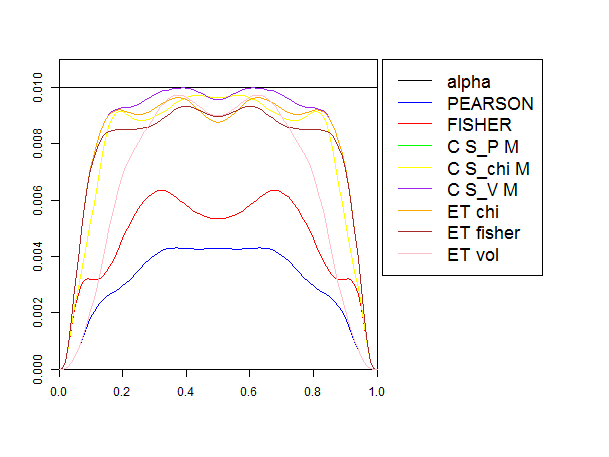 0.010
0.008
0.006
0.004
0.002
0.000
0.0 0.2 0.4 0.6 0.8 1.0
alpha
PEARSON
FISHER
C S_P M
C S_chi M
C S_V M
ET chi
ET fisher
ET vol